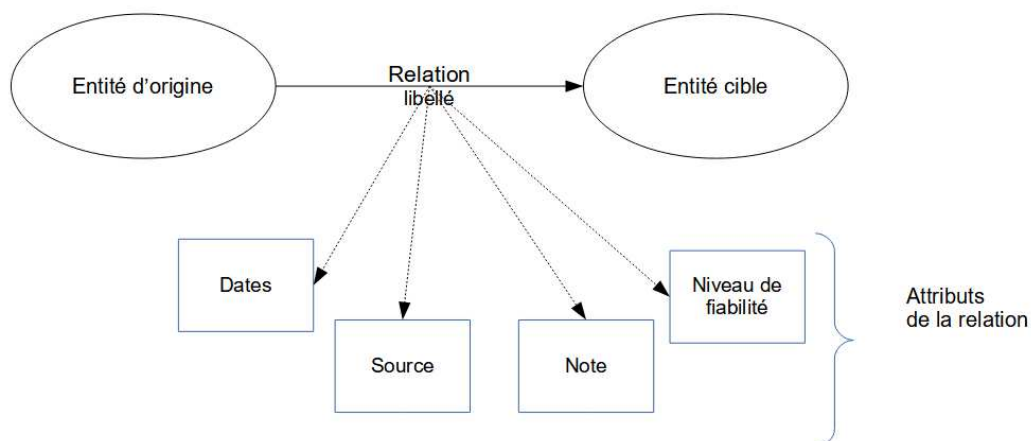 Entité d'origine
Relation
libellé
Entité cible
Dates
Source
Note
Niveau de
fiabilité
Attributs
de la relation